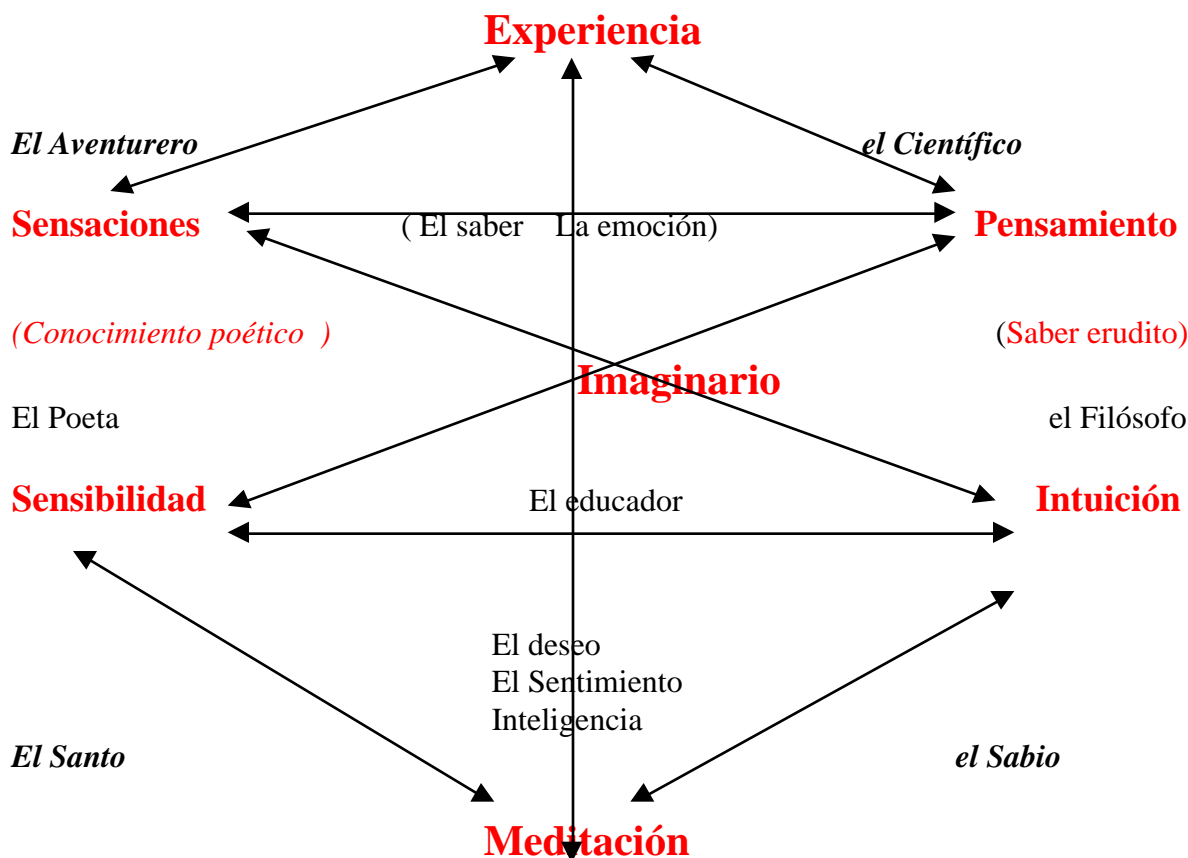 Experiencia
El Aventurero el Científico
Sensaciones ( El saber La emoción) Pensamiento
(Conocimiento poético ) (Saber erudito)
Imaginario
El Poeta el Filósofo
Sensibilidad El educador Intuición
El deseo
El Sentimiento
Inteligencia
El Santo el Sabio
Meditación